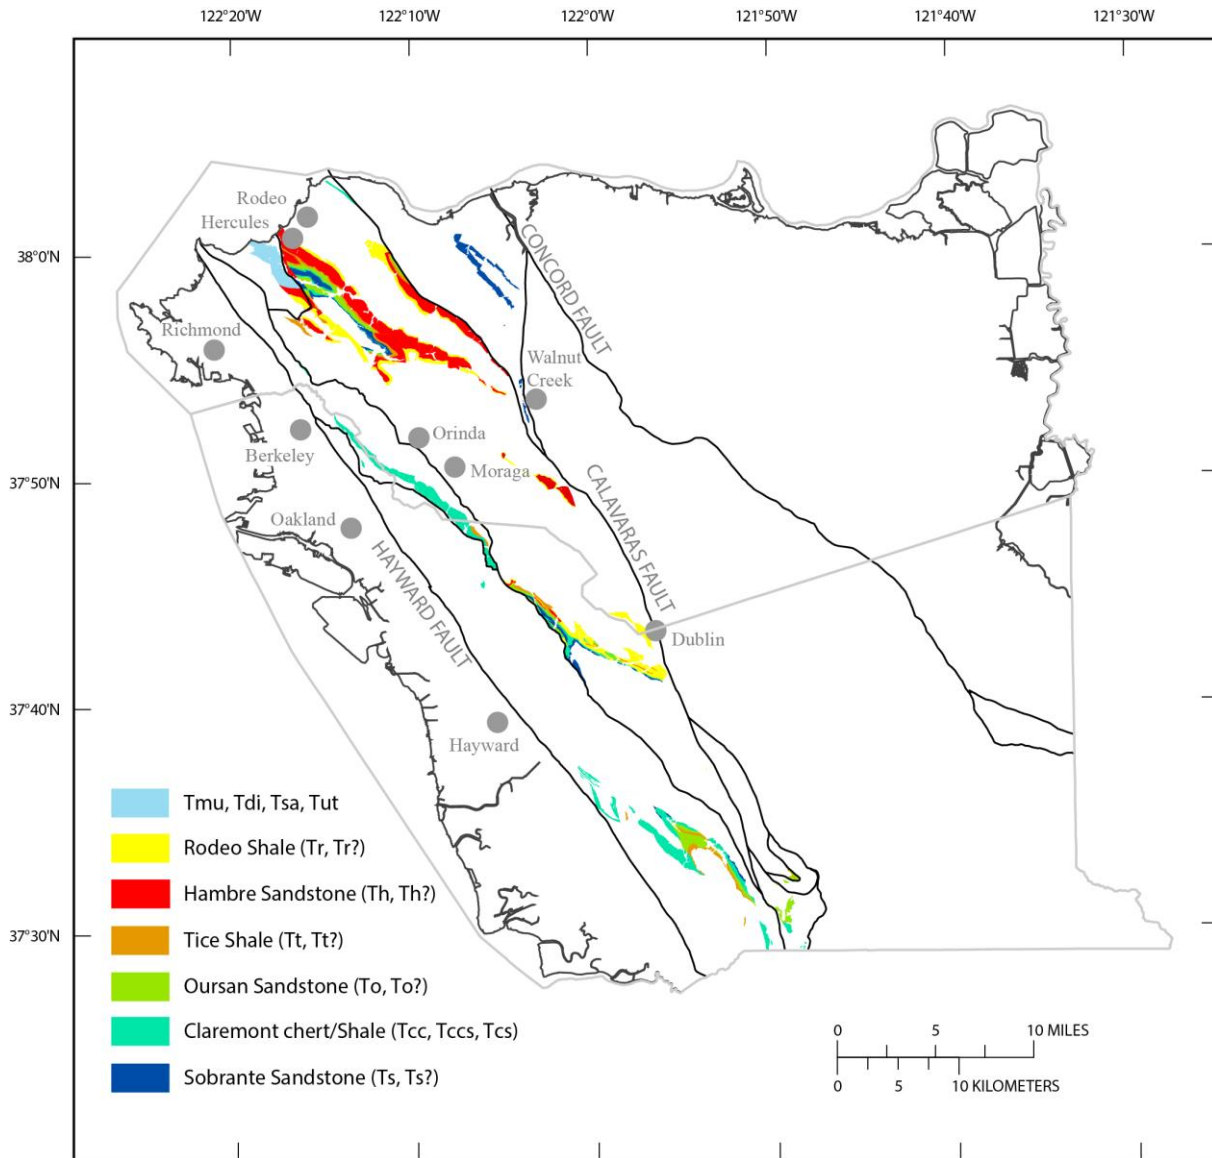 122°20'W 122°10'W 122°0'W 121°50'W 121°40'W 121°30'W
38°0'N
37°50'N
37°40'N
37°30'N
Rodeo
Hercules
Richmond
CONCORD FAULT
Walnut
Creek
Orinda
Berkeley
Moraga
Oakland
CALAVARAS FAULT
HAYWARD FAULT
Dublin
Hayward
Tmu, Tdi, Tsa, Tut
Rodeo Shale (Tr, Tr?)
Hambre Sandstone (Th, Th?)
Tice Shale (Tt, Tt?)
Oursan Sandstone (To, To?)
Claremont chert/Shale (Tcc, Tccs, Tcs)
Sobrante Sandstone (Ts, Ts?)
0 5 10 MILES
0 5 10 KILOMETERS